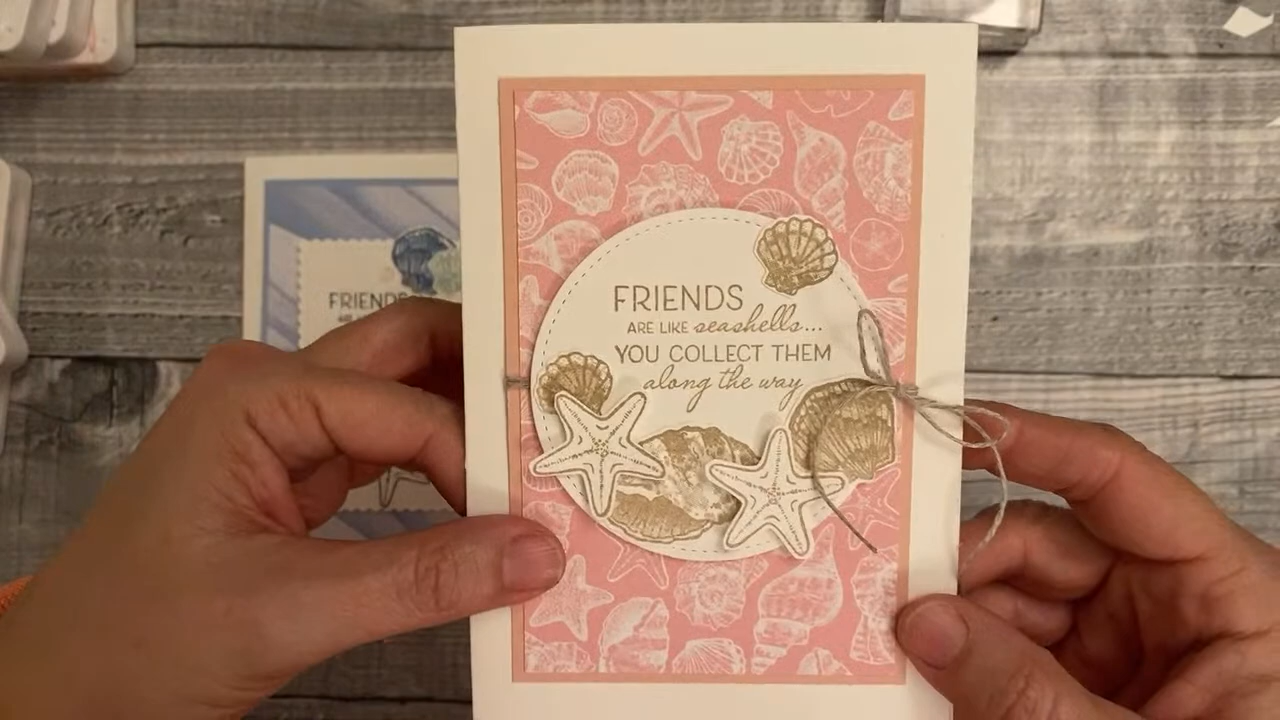 FRIENDS
ARE LIKE seashells...
YOU COLLECT THEM
along the way
FRIENDS